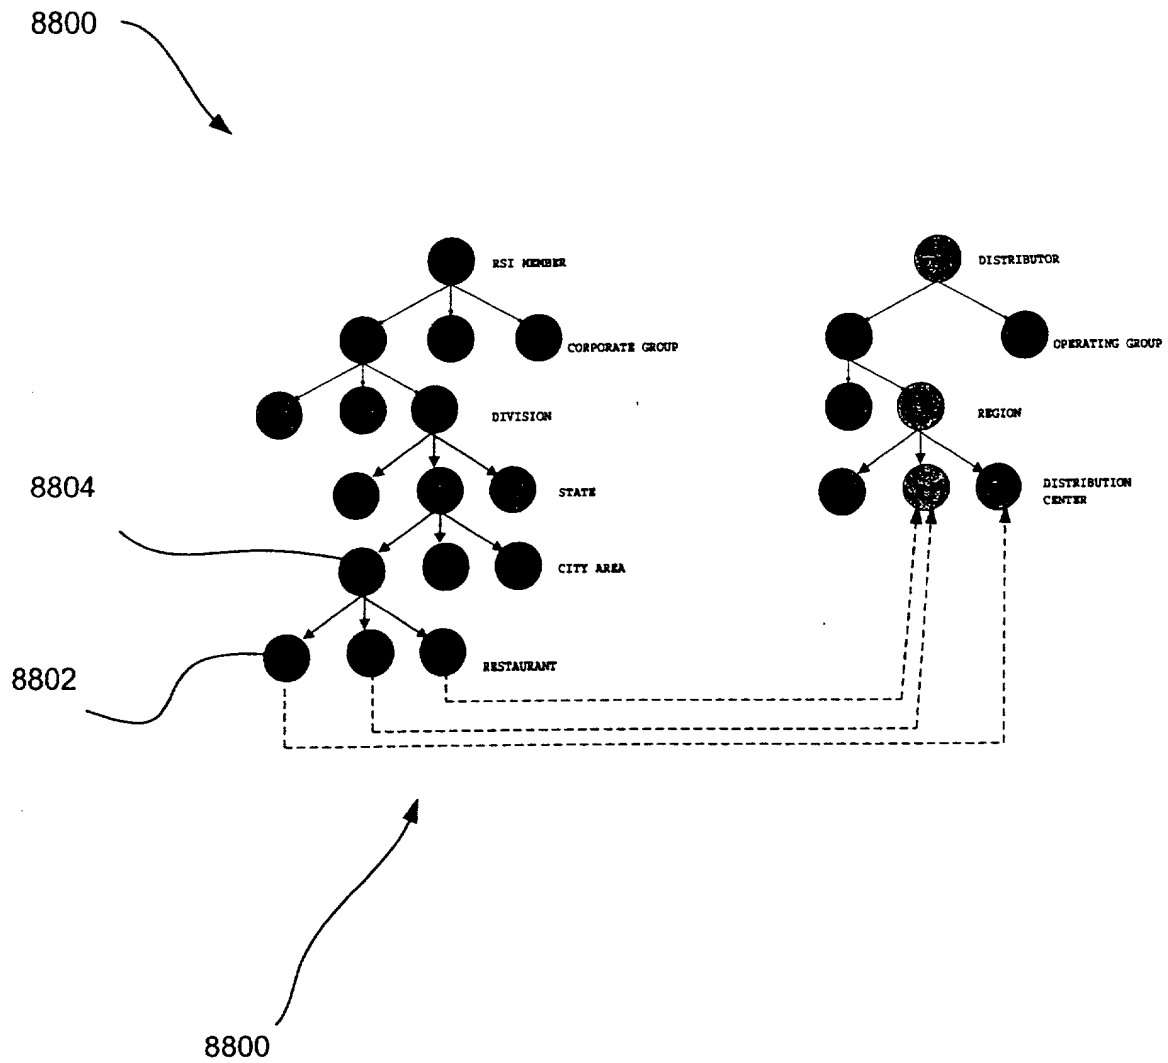 8800
RSI MEMBER
DISTRIBUTOR
CORPORATE GROUP
OPERATING GROUP
DIVISION
REGION
8804
STATE
DISTRIBUTION
CENTER
CITY AREA
8802
RESTAURANT
8800